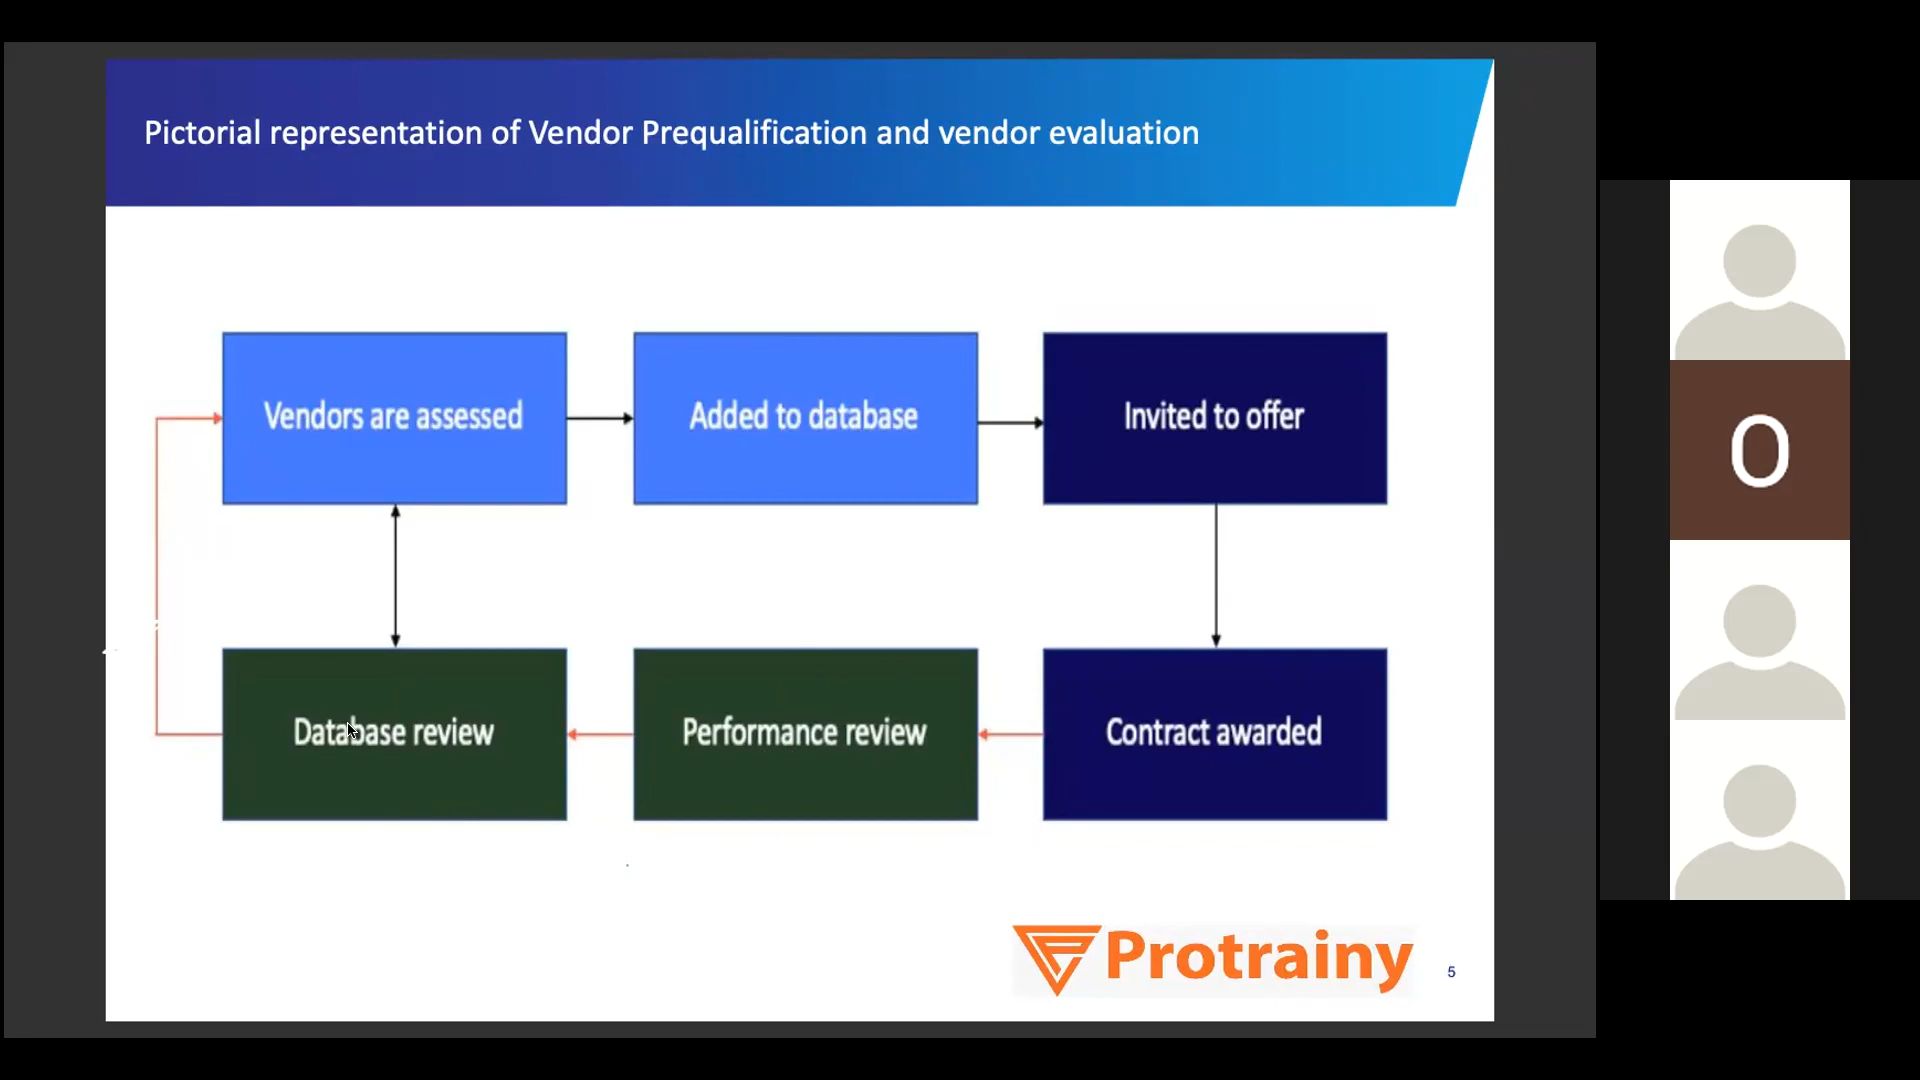 Pictorial representation of Vendor Prequalification and vendor evaluation
Vendors are assessed
Added to database
Invited to offer
Database review
Performance review
Contract awarded
Protrainy
5
O